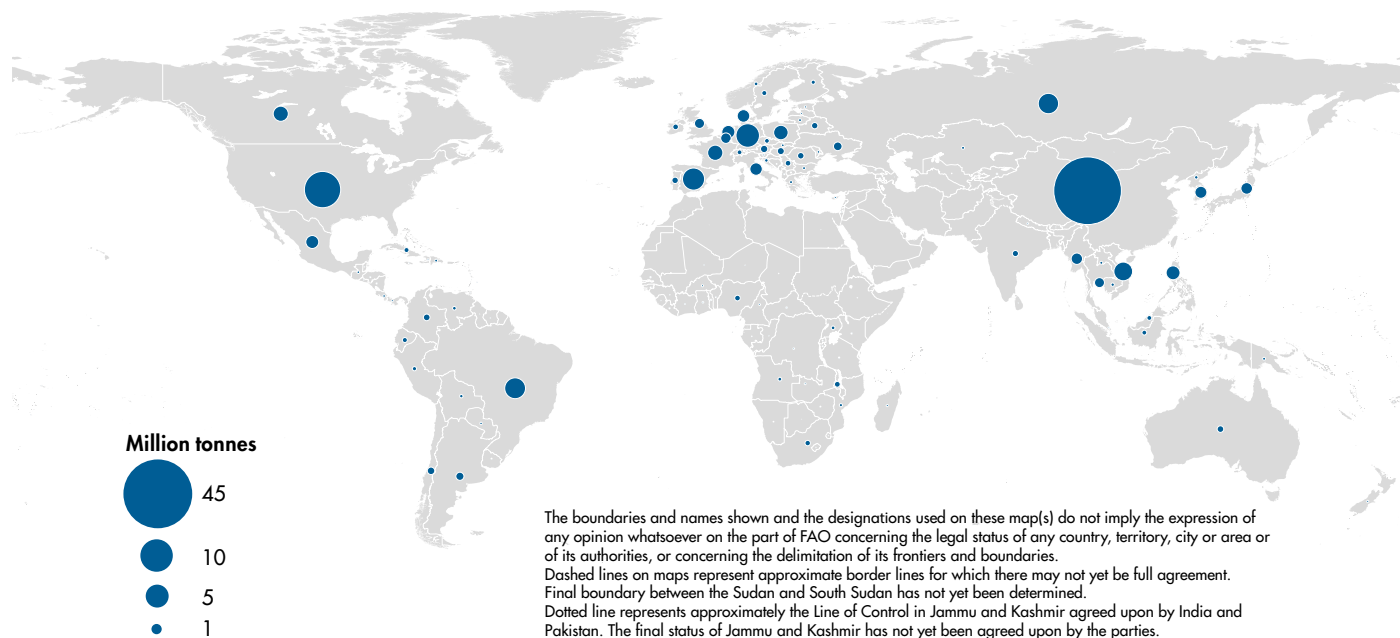 Million tonnes
45
10
5
1
The boundaries and names shown and the designations used on these map(s) do not imply the expression of
any opinion whatsoever on the part of FAO concerning the legal status of any country, territory, city or area or
of its authorities, or concerning the delimitation of its frontiers and boundaries.
Dashed lines on maps represent approximate border lines for which there may not yet be full agreement.
Final boundary between the Sudan and South Sudan has not yet been determined.
Dotted line represents approximately the Line of Control in Jammu and Kashmir agreed upon by India and
Pakistan. The final status of Jammu and Kashmir has not yet been agreed upon by the parties.